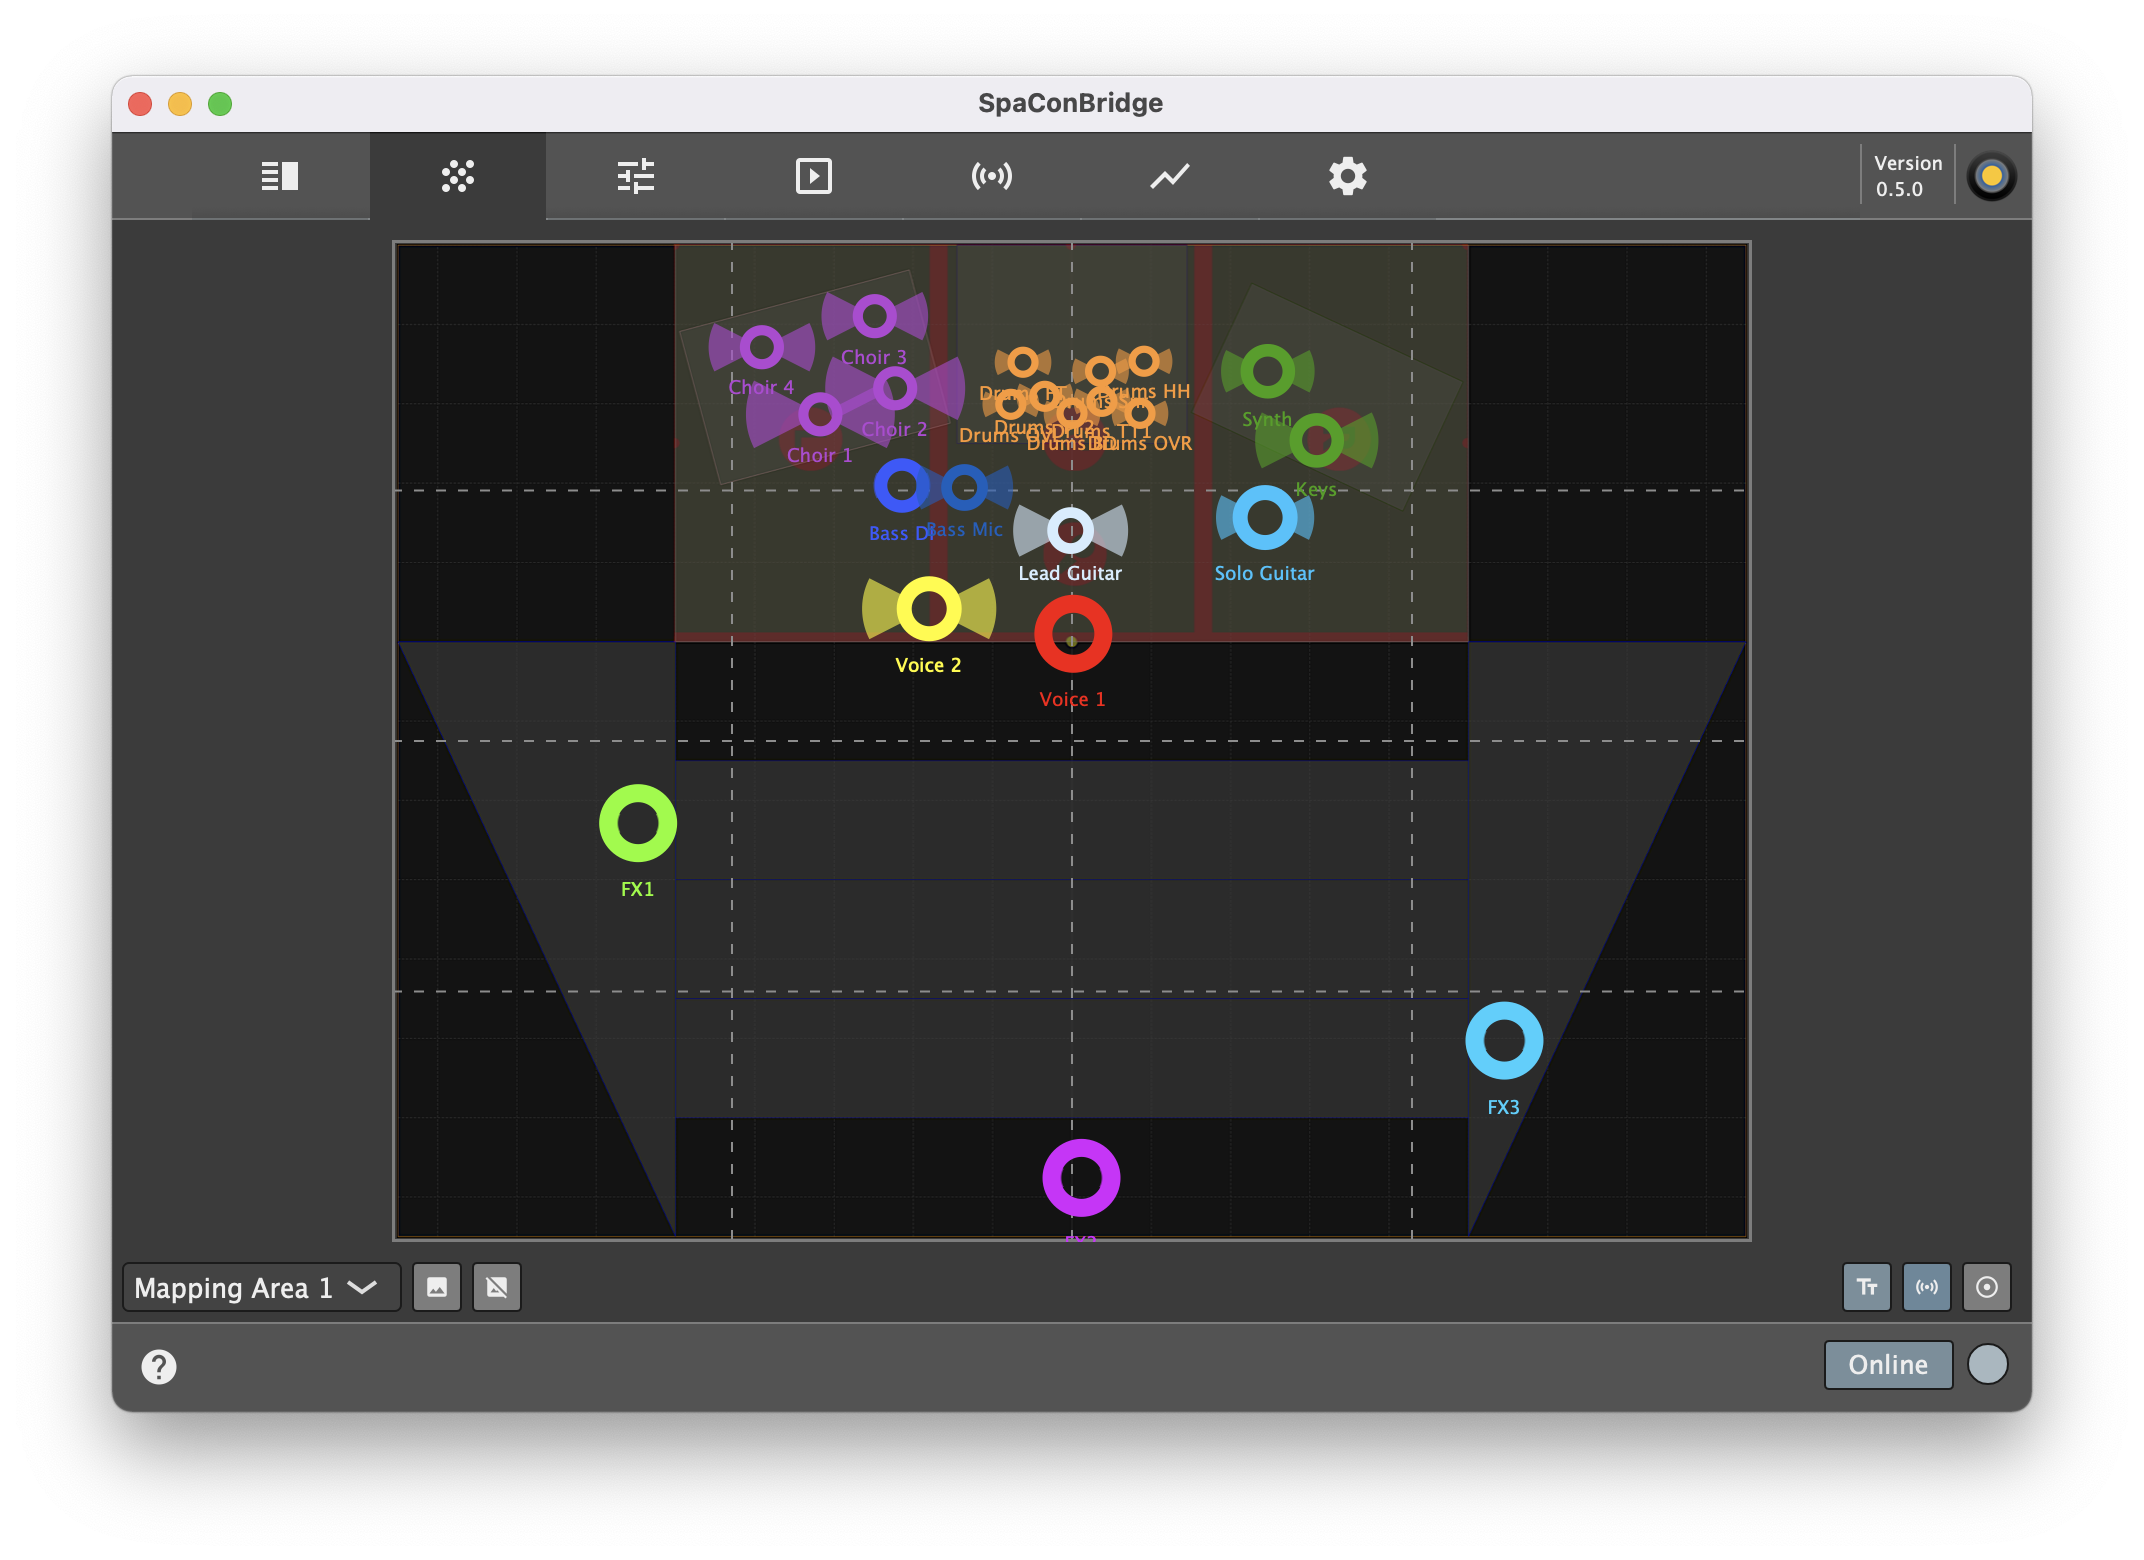 SpaConBridge
Version
0.5.0
Choir 3
Choir 4
Choir 2
Choir 1
Drums HH
Drums
Drums TT1
Drums
Drums OVR
Synth
Keys
Bass DI
Bass Mic
Lead Guitar
Solo Guitar
Voice 2
Voice 1
FX1
FX3
Mapping Area 1
Tt
?
Online